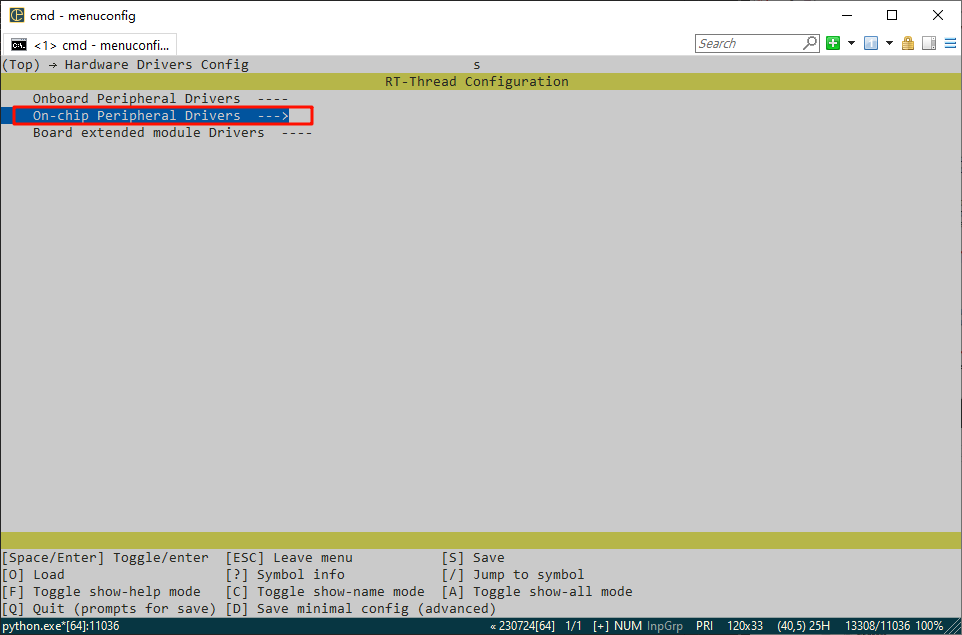 cmd - menuconfig
<1> cmd - menuconfi...
Search
(Top) → Hardware Drivers Config s
RT-Thread Configuration
Onboard Peripheral Drivers ----
On-chip Peripheral Drivers --->
Board extended module Drivers ----
[Space/Enter] Toggle/enter [ESC] Leave menu [S] Save
[O] Load [?] Symbol info [/] Jump to symbol
[F] Toggle show-help mode [C] Toggle show-name mode [A] Toggle show-all mode
[Q] Quit (prompts for save) [D] Save minimal config (advanced)
python.exe*[64]:11036 « 230724[64] 1/1 [+] NUM InpGrp PRI 120x33 (40,5) 25H 13308/11036 100%